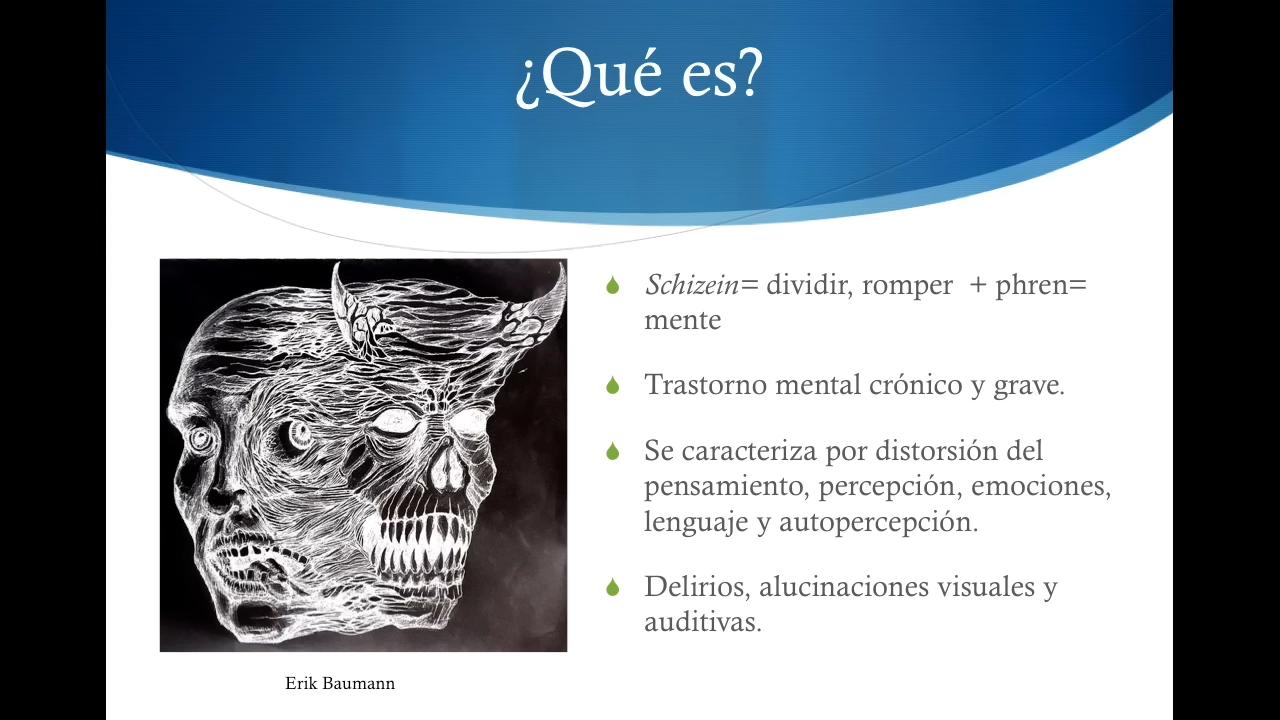 ¿Qué es?
Schizein= dividir, romper + phren=
mente
Trastorno mental crónico y grave.
Se caracteriza por distorsión del
pensamiento, percepción, emociones,
lenguaje y autopercepción.
Delirios, alucinaciones visuales y
auditivas.
Erik Baumann